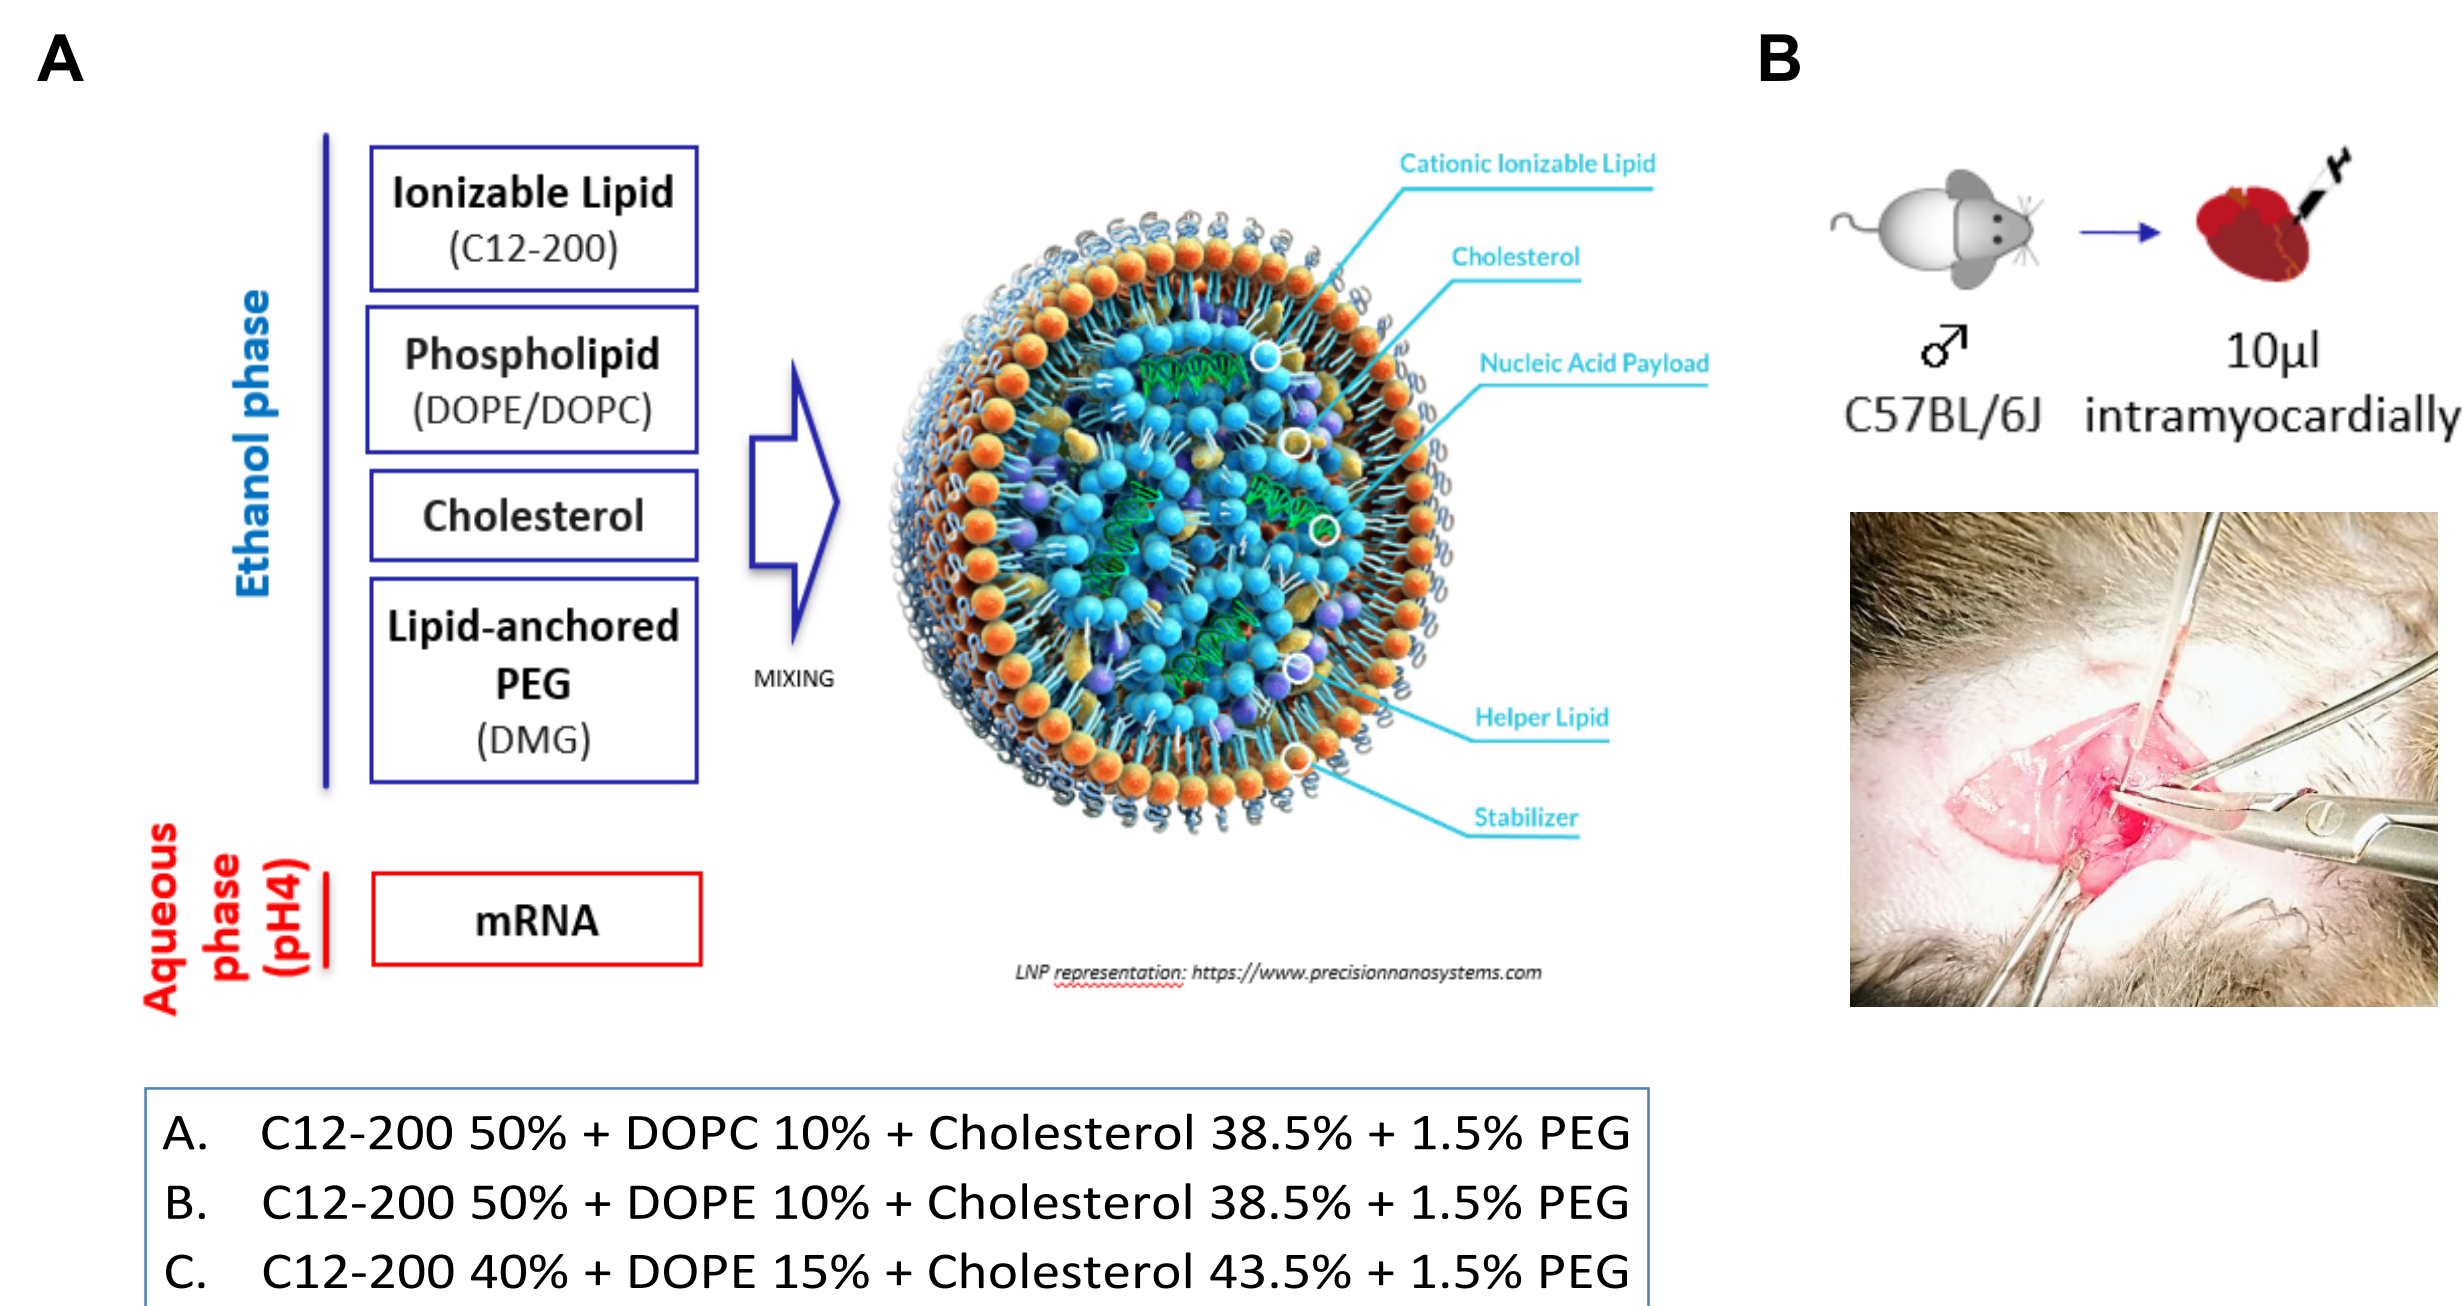 A
B
Ethanol phase
Ionizable Lipid
(C12-200)
Phospholipid
(DOPE/DOPC)
Cholesterol
Lipid-anchored
PEG
(DMG)
Aqueous
phase
(pH4)
mRNA
MIXING
Cationic Ionizable Lipid
Cholesterol
Nucleic Acid Payload
Helper Lipid
Stabilizer
LNP representation: https://www.precisionnanosystems.com
♂
C57BL/6J
10µl
intramyocardially
A. C12-200 50% + DOPC 10% + Cholesterol 38.5% + 1.5% PEG
B. C12-200 50% + DOPE 10% + Cholesterol 38.5% + 1.5% PEG
C. C12-200 40% + DOPE 15% + Cholesterol 43.5% + 1.5% PEG